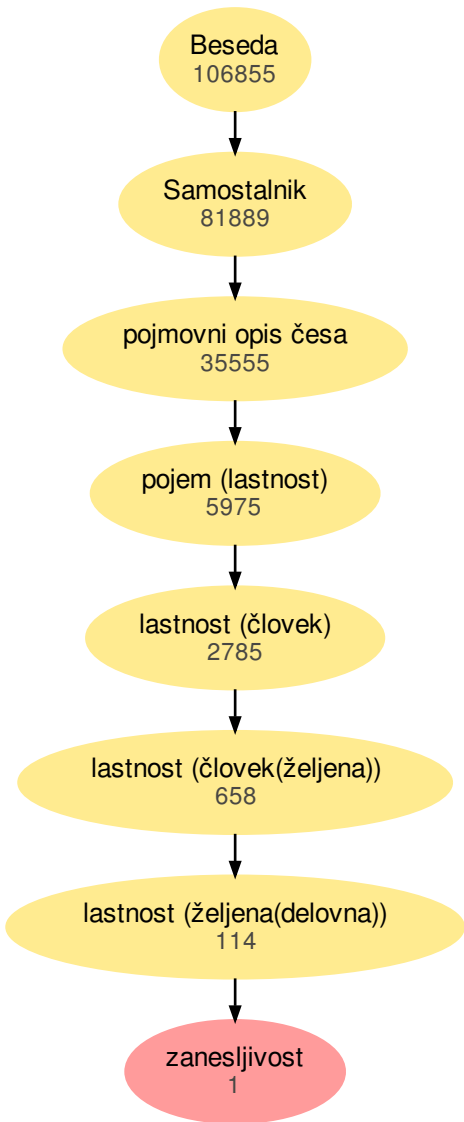 Beseda
106855
Samostalnik
81889
pojmovni opis česa
35555
pojem (lastnost)
5975
lastnost (človek)
2785
lastnost (človek(željena))
658
lastnost (željena(delovna))
114
zanesljivost
1